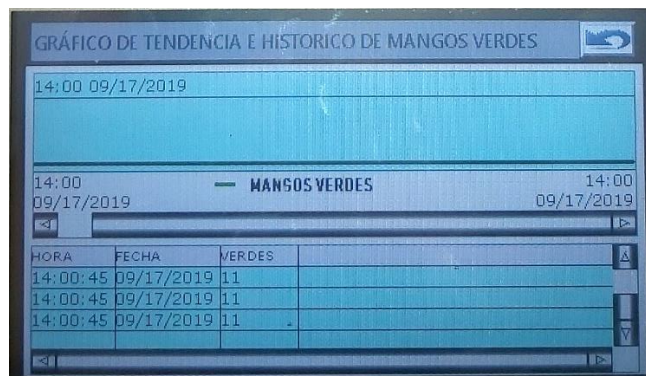 GRÁFICO DE TENDENCIA E HISTORICO DE MANGOS VERDES
14:00 09/17/2019
14:00 MANGOS VERDES 14:00
09/17/2019 09/17/2019
HORA FECHA VERDES
14:00:45 09/17/2019 11
14:00:45 09/17/2019 11
14:00:45 09/17/2019 11